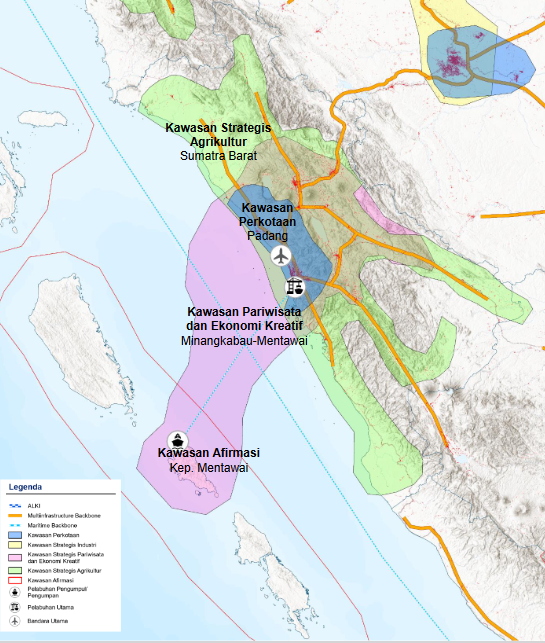 Kawasan Strategis
Agrikultur
Sumatra Barat
Kawasan
Perkotaan
Padang
Kawasan Pariwisata
dan Ekonomi Kreatif
Minangkabau-Mentawai
Kawasan Afirmasi
Kep. Mentawai
Legenda
ALKI
Multiinfrastructure Backbone
Maritime Backbone
Kawasan Perkotaan
Kawasan Strategis Industri
Kawasan Strategis Pariwisata
dan Ekonomi Kreatif
Kawasan Strategis Agrikultur
Kawasan Afirmasi
Pelabuhan Pengumpul/
Pengumpan
Pelabuhan Utama
Bandara Utama